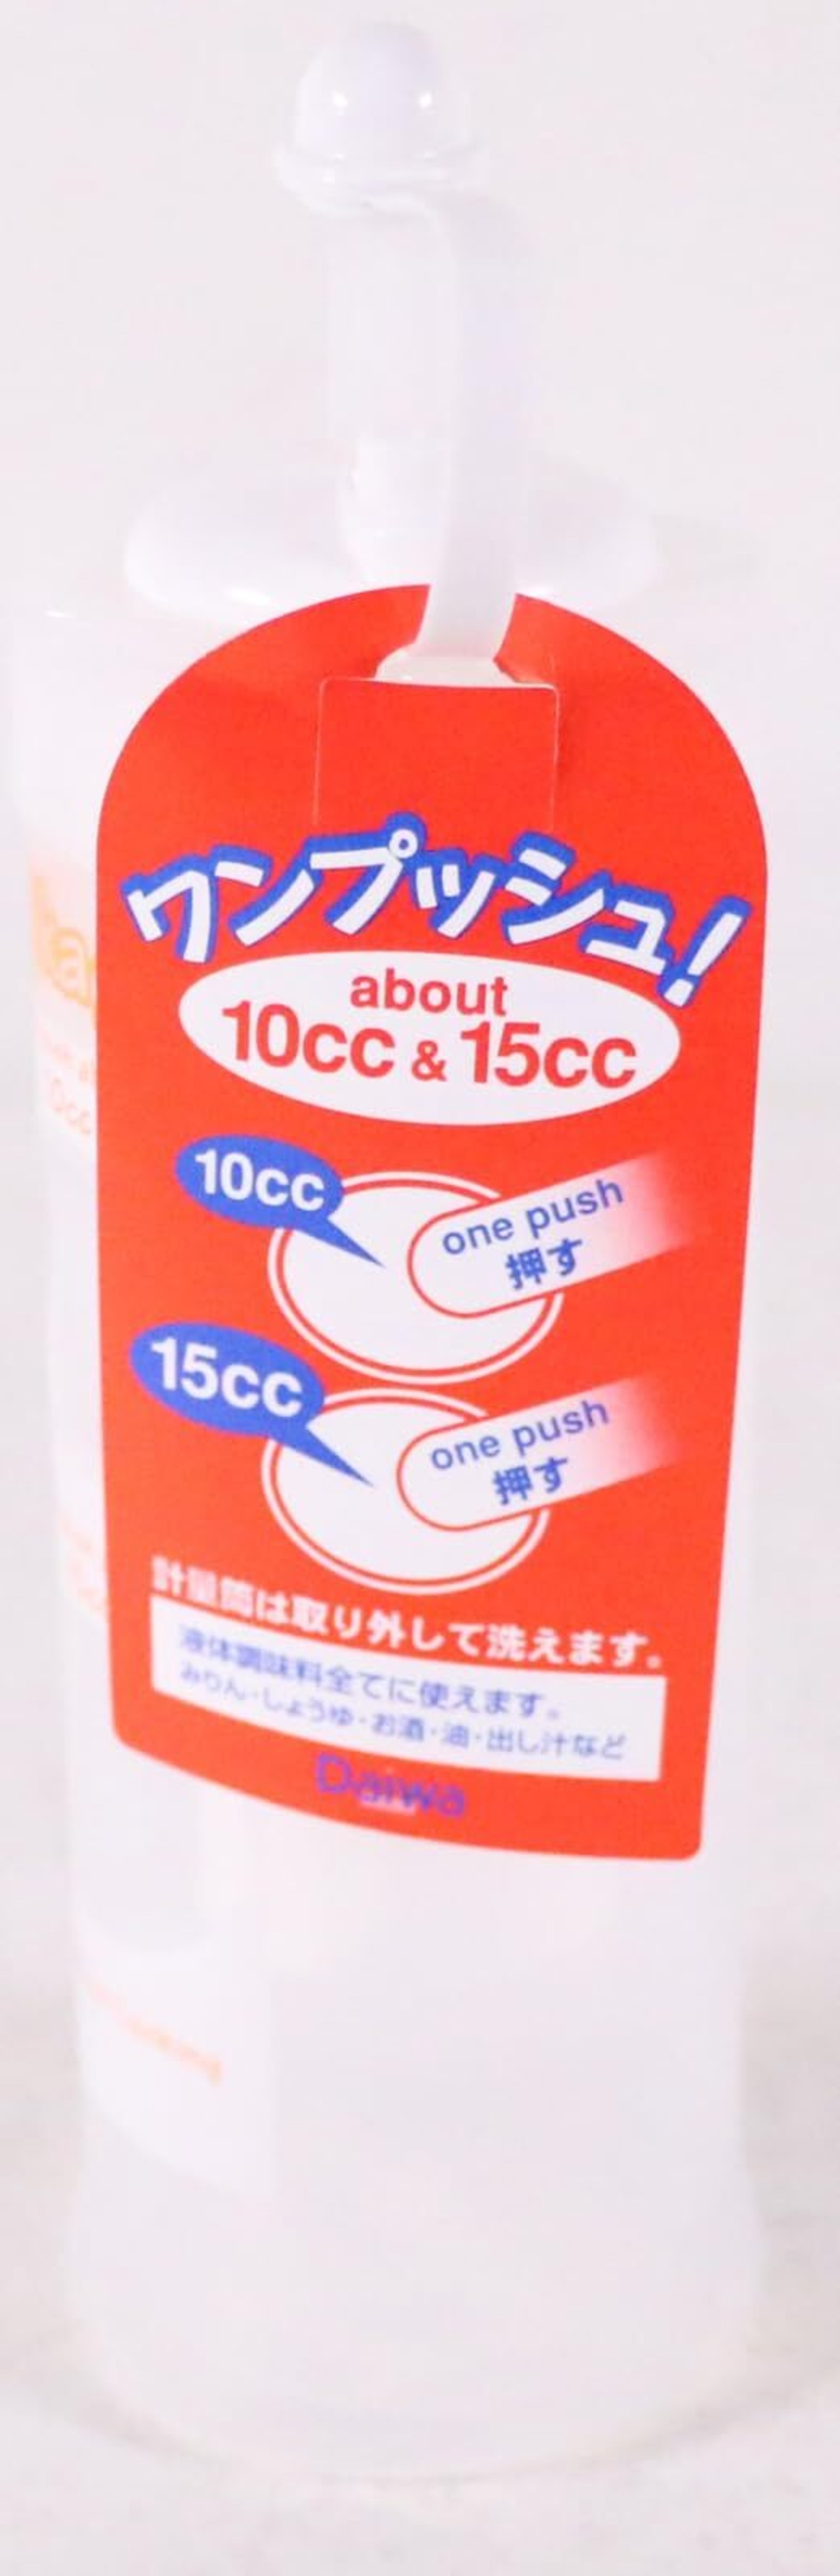 ワンプッシュ!
about
10cc & 15cc
10cc
one push
押す
15cc
one push
押す
計量筒は取り外して洗えます。
液体調味料全てに使えます。
みりん・しょうゆ・お酒・油・出し汁など
Daiwa